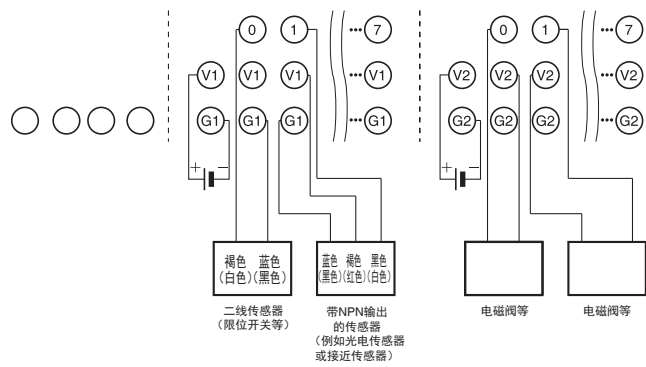 0 1 ••• 7 0 1 ••• 7
V1 V1 V1 ••• V1 V2 V2 V2 ••• V2
G1 G1 G1 ••• G1 G2 G2 G2 ••• G2
+ − + −
褐色 蓝色
(白色)(黑色)
蓝色 褐色 黑色
(黑色)(红色)(白色)
二线传感器
（限位开关等）
带NPN输出
的传感器
（例如光电传感器
或接近传感器）
电磁阀等
电磁阀等